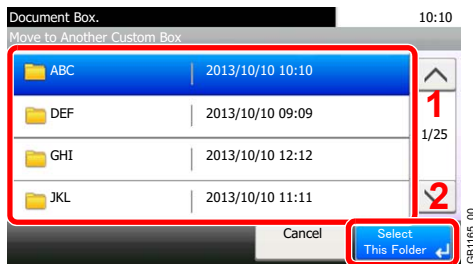 Document Box.
10:10
Move to Another Custom Box
ABC 2013/10/10 10:10
1
DEF 2013/10/10 09:09
1/25
GHI 2013/10/10 12:12
JKL 2013/10/10 11:11
2
Cancel
Select
This Folder
GB1165_00